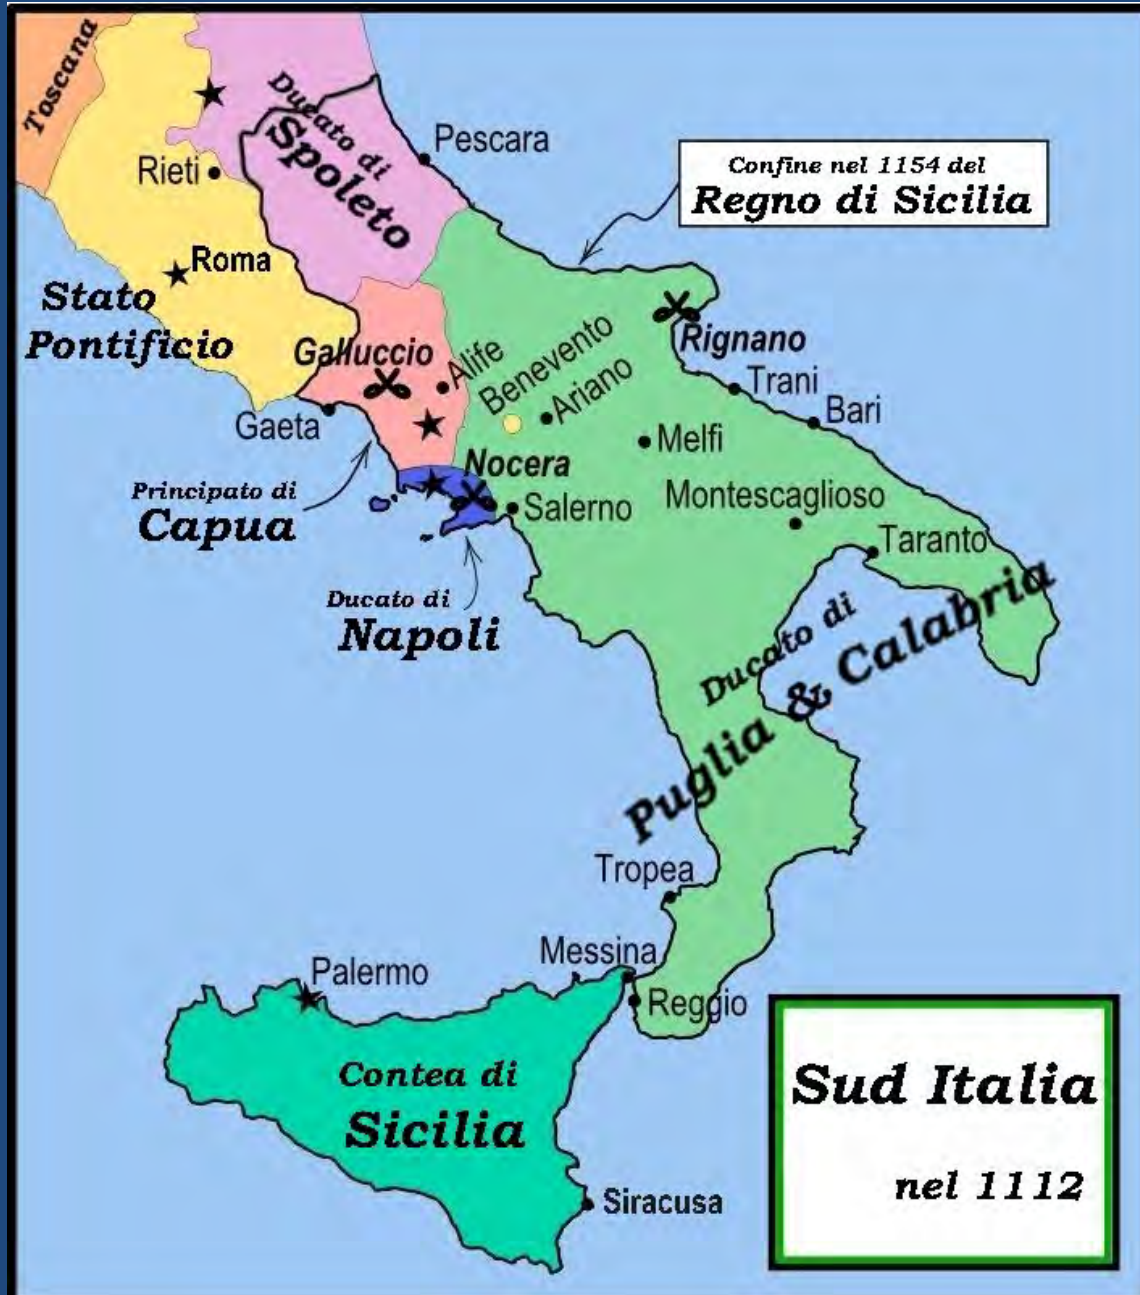 Toscana
Ducato di
Spoleto
Pescara
Rieti
Confine nel 1154 del
Regno di Sicilia
Roma
Stato
Pontificio
Galluccio
Alife
Benevento
Ariano
Rignano
Trani
Bari
Gaeta
Melfi
Nocera
Principato di
Capua
Salerno
Montescaglioso
Taranto
Ducato di
Napoli
Ducato di
Puglia & Calabria
Tropea
Messina
Reggio
Palermo
Contea di
Sicilia
Siracusa
Sud Italia
nel 1112